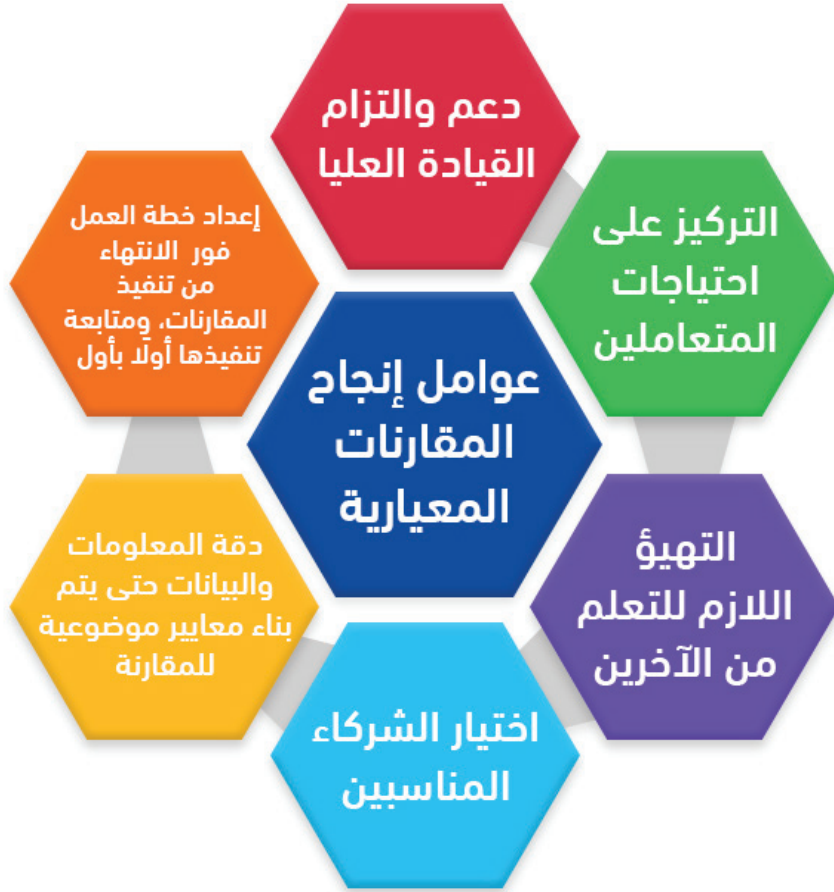 دعم والتزام
القيادة العليا
التركيز على
احتياجات
المتعاملين
التهيؤ
اللازم للتعلم
من الآخرين
اختيار الشركاء
المناسبين
دقة المعلومات
والبيانات حتى يتم
بناء معايير موضوعية
للمقارنة
إعداد خطة العمل
فور الانتهاء
من تنفيذ
المقارنات، ومتابعة
تنفيذها أولًا بأول
عوامل إنجاح
المقارنات
المعيارية